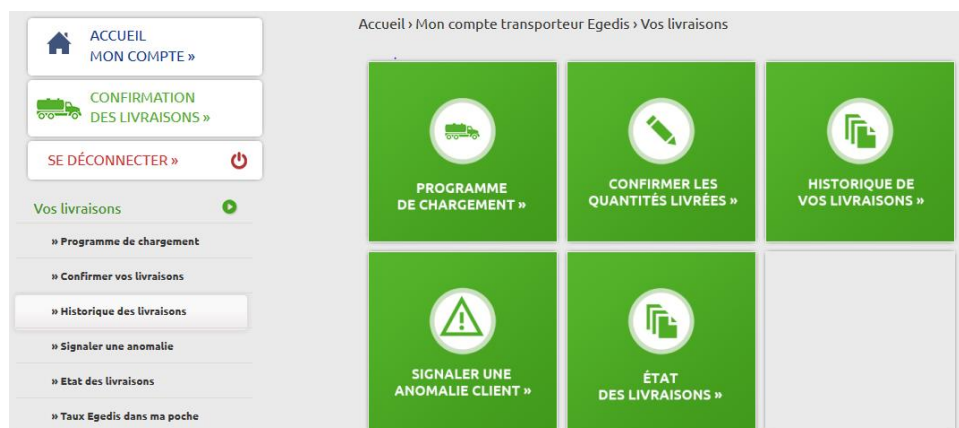 ACCUEIL
MON COMPTE »
CONFIRMATION
DES LIVRAISONS »
SE DÉCONNECTER »
Vos livraisons
» Programme de chargement
» Confirmer vos livraisons
» Historique des livraisons
» Signaler une anomalie
» Etat des livraisons
» Taux Egedis dans ma poche
Accueil › Mon compte transporteur Egedis › Vos livraisons
PROGRAMME
DE CHARGEMENT »
CONFIRMER LES
QUANTITÉS LIVRÉES »
HISTORIQUE DE
VOS LIVRAISONS »
SIGNALER UNE
ANOMALIE CLIENT »
ÉTAT
DES LIVRAISONS »